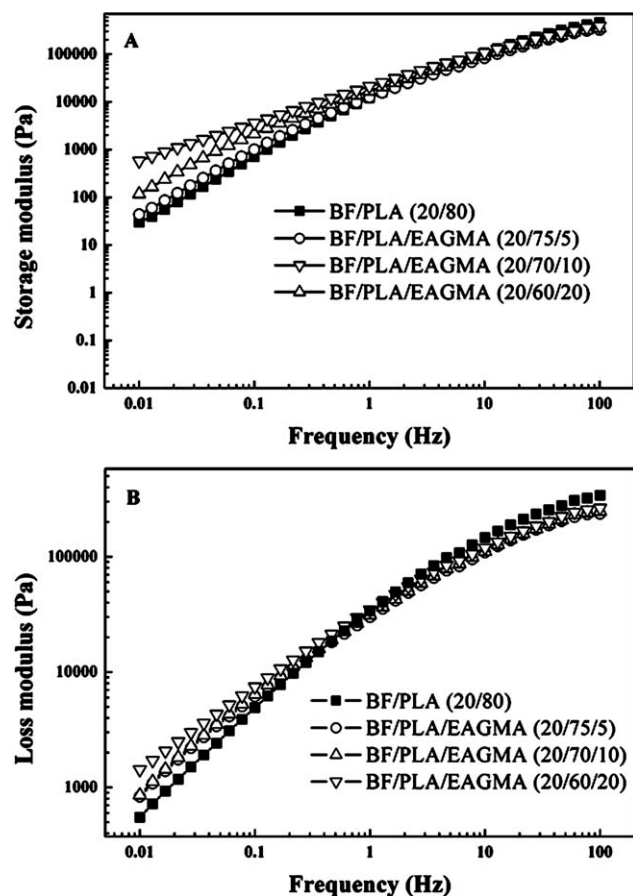 A
100000
10000
1000
100
10
1
0.1
0.01
Storage modulus (Pa)
BF/PLA (20/80)
BF/PLA/EAGMA (20/75/5)
BF/PLA/EAGMA (20/70/10)
BF/PLA/EAGMA (20/60/20)
0.01 0.1 1 10 100
Frequency (Hz)
B
100000
10000
1000
Loss modulus (Pa)
BF/PLA (20/80)
BF/PLA/EAGMA (20/75/5)
BF/PLA/EAGMA (20/70/10)
BF/PLA/EAGMA (20/60/20)
0.01 0.1 1 10 100
Frequency (Hz)